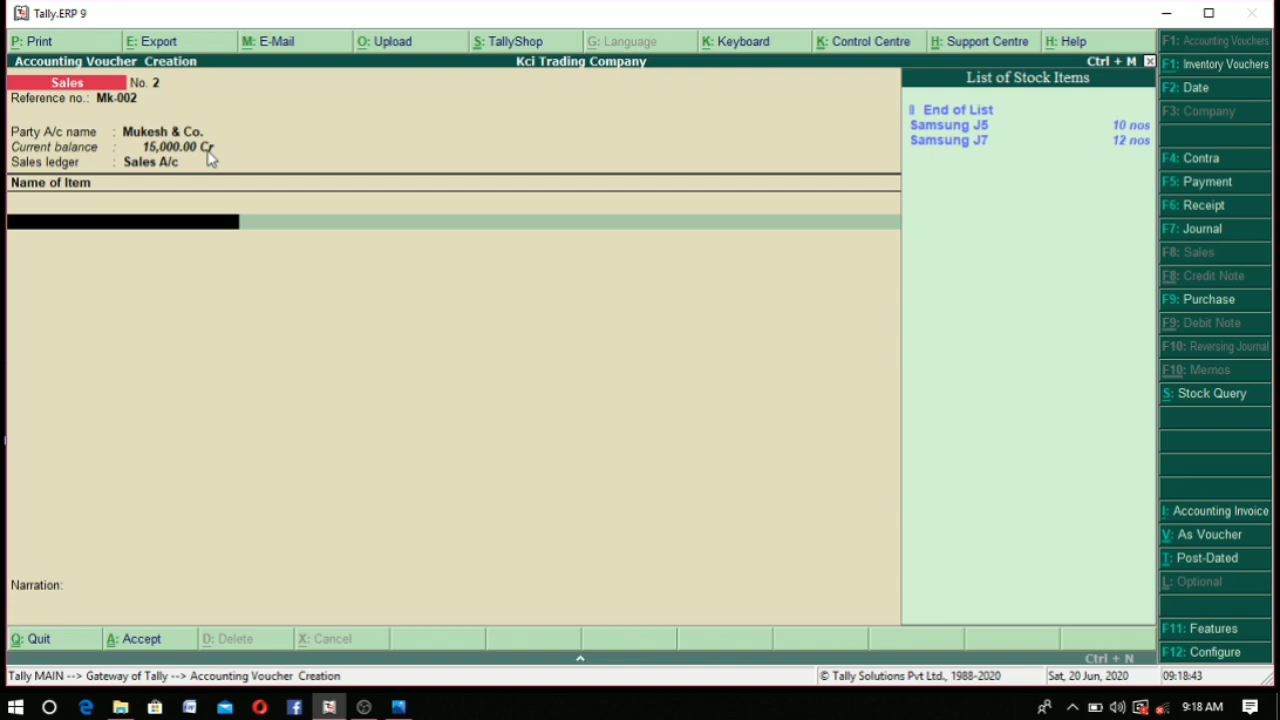 Tally.ERP 9
P: Print E: Export M: E-Mail O: Upload S: TallyShop G: Language K: Keyboard K: Control Centre H: Support Centre H: Help
Accounting Voucher Creation Kci Trading Company Ctrl + M
Sales No. 2
Reference no.: Mk-002
Party A/c name : Mukesh & Co.
Current balance : 15,000.00 Cr
Sales ledger : Sales A/c
Name of Item
Narration:
List of Stock Items
End of List
Samsung J5 10 nos
Samsung J7 12 nos
F1: Accounting Vouchers
F1: Inventory Vouchers
F2: Date
F3: Company
F4: Contra
F5: Payment
F6: Receipt
F7: Journal
F8: Sales
F8: Credit Note
F9: Purchase
F9: Debit Note
F10: Reversing Journal
F10: Memos
S: Stock Query
I: Accounting Invoice
V: As Voucher
T: Post-Dated
L: Optional
F11: Features
F12: Configure
Q: Quit A: Accept D: Delete X: Cancel
Ctrl + N
Tally MAIN --> Gateway of Tally --> Accounting Voucher Creation © Tally Solutions Pvt Ltd., 1988-2020 Sat, 20 Jun, 2020 09:18:43
9:18 AM